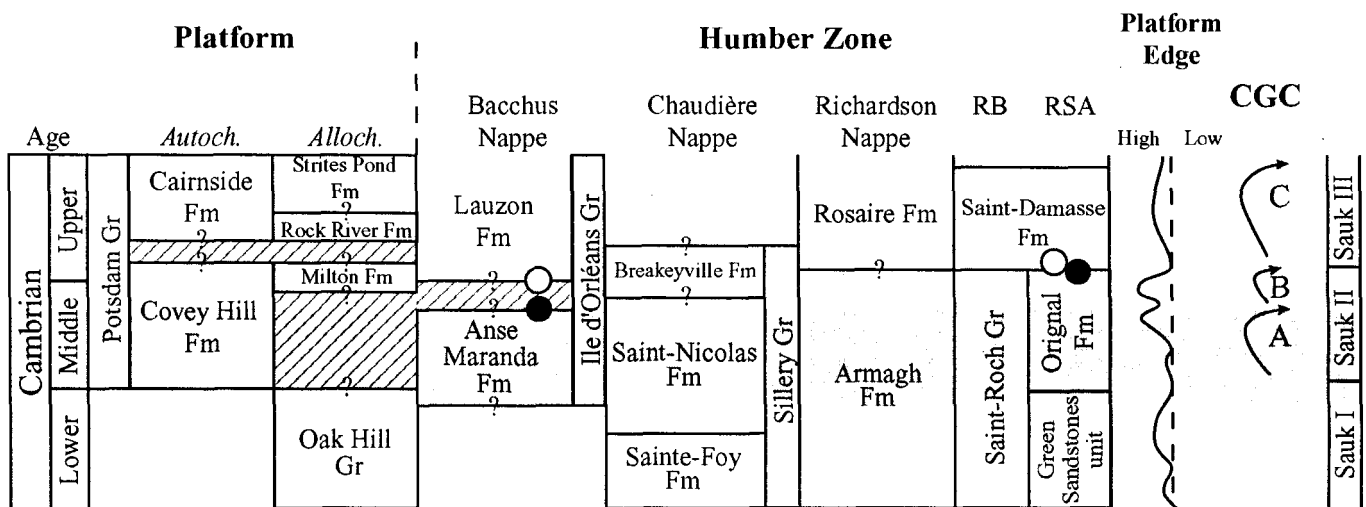 Platform
Humber Zone
Platform
Edge
CGC
Age
Autoch.
Alloch.
Bacchus
Nappe
Chaudière
Nappe
Richardson
Nappe
RB
RSA
High
Low
Cambrian
Upper
Middle
Lower
Potsdam Gr
Cairnside
Fm
?
?
Covey Hill
Fm
Strites Pond
Fm
?
Rock River Fm
?
?
Milton Fm
?
?
Oak Hill
Gr
Lauzon
Fm
?
?
Anse
Maranda
Fm
?
Ile d'Orléans Gr
?
Breakeyville Fm
?
Saint-Nicolas
Fm
Sainte-Foy
Fm
Sillery Gr
Rosaire Fm
?
Armagh
Fm
Saint-Damasse
Fm
Saint-Roch Gr
Orignal
Fm
Green
Sandstones
unit
C
B
A
Sauk III
Sauk II
Sauk I